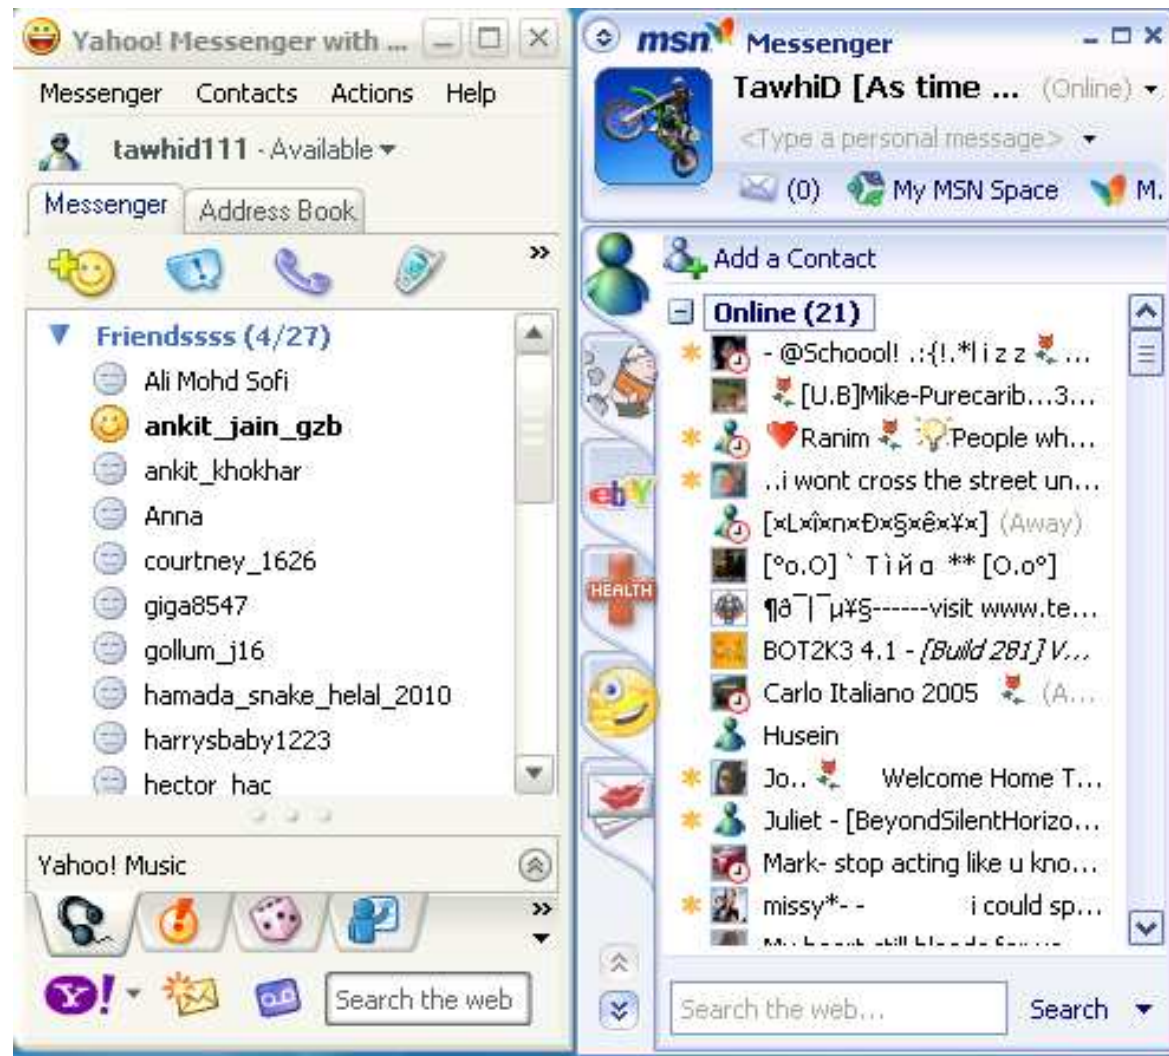 Yahoo! Messenger with ...
Messenger Contacts Actions Help
tawhid111 - Available
Messenger Address Book
Friendssss (4/27)
Ali Mohd Sofi
ankit_jain_gzb
ankit_khokhar
Anna
courtney_1626
giga8547
gollum_j16
hamada_snake_helal_2010
harrysbaby1223
hector_hac
Yahoo! Music
Y!
Search the web
msn Messenger
TawhiD [As time ... (Online)
<Type a personal message>
(0) My MSN Space M.
Add a Contact
Online (21)
- @Schoool! .:{!.*l i z z ...
[U.B]Mike-Purecarib...3...
Ranim People wh...
..i wont cross the street un...
[×L×î×n×Ð×§×ê×¥×] (Away)
[°o.O] ` Tìйα ** [O.o°]
¶ð¯|¯µ¥§------visit www.te...
BOT2K3 4.1 - [Build 281] V...
Carlo Italiano 2005 (A...
Husein
Jo.. Welcome Home T...
Juliet - [BeyondSilentHorizo...
Mark- stop acting like u kno...
missy*- - i could sp...
ebY
HEALTH
Search the web...
Search